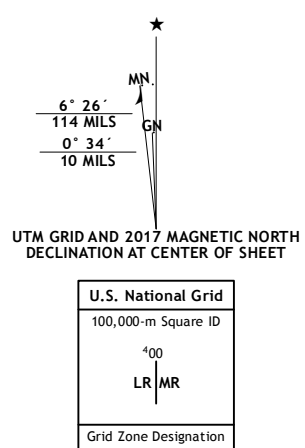 ★
MN.
6° 26´
114 MILS
GN
0° 34´
10 MILS
UTM GRID AND 2017 MAGNETIC NORTH
DECLINATION AT CENTER OF SHEET
U.S. National Grid
100,000-m Square ID
⁴00
LR MR
Grid Zone Designation